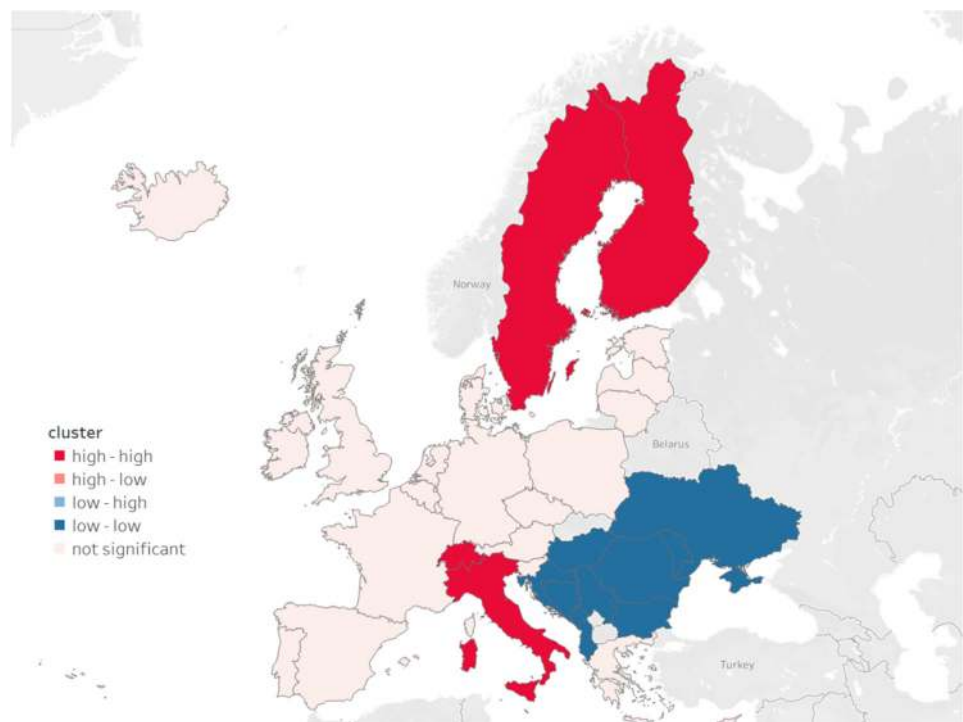 Norway
Belarus
cluster
high - high
high - low
low - high
low - low
not significant
Turkey